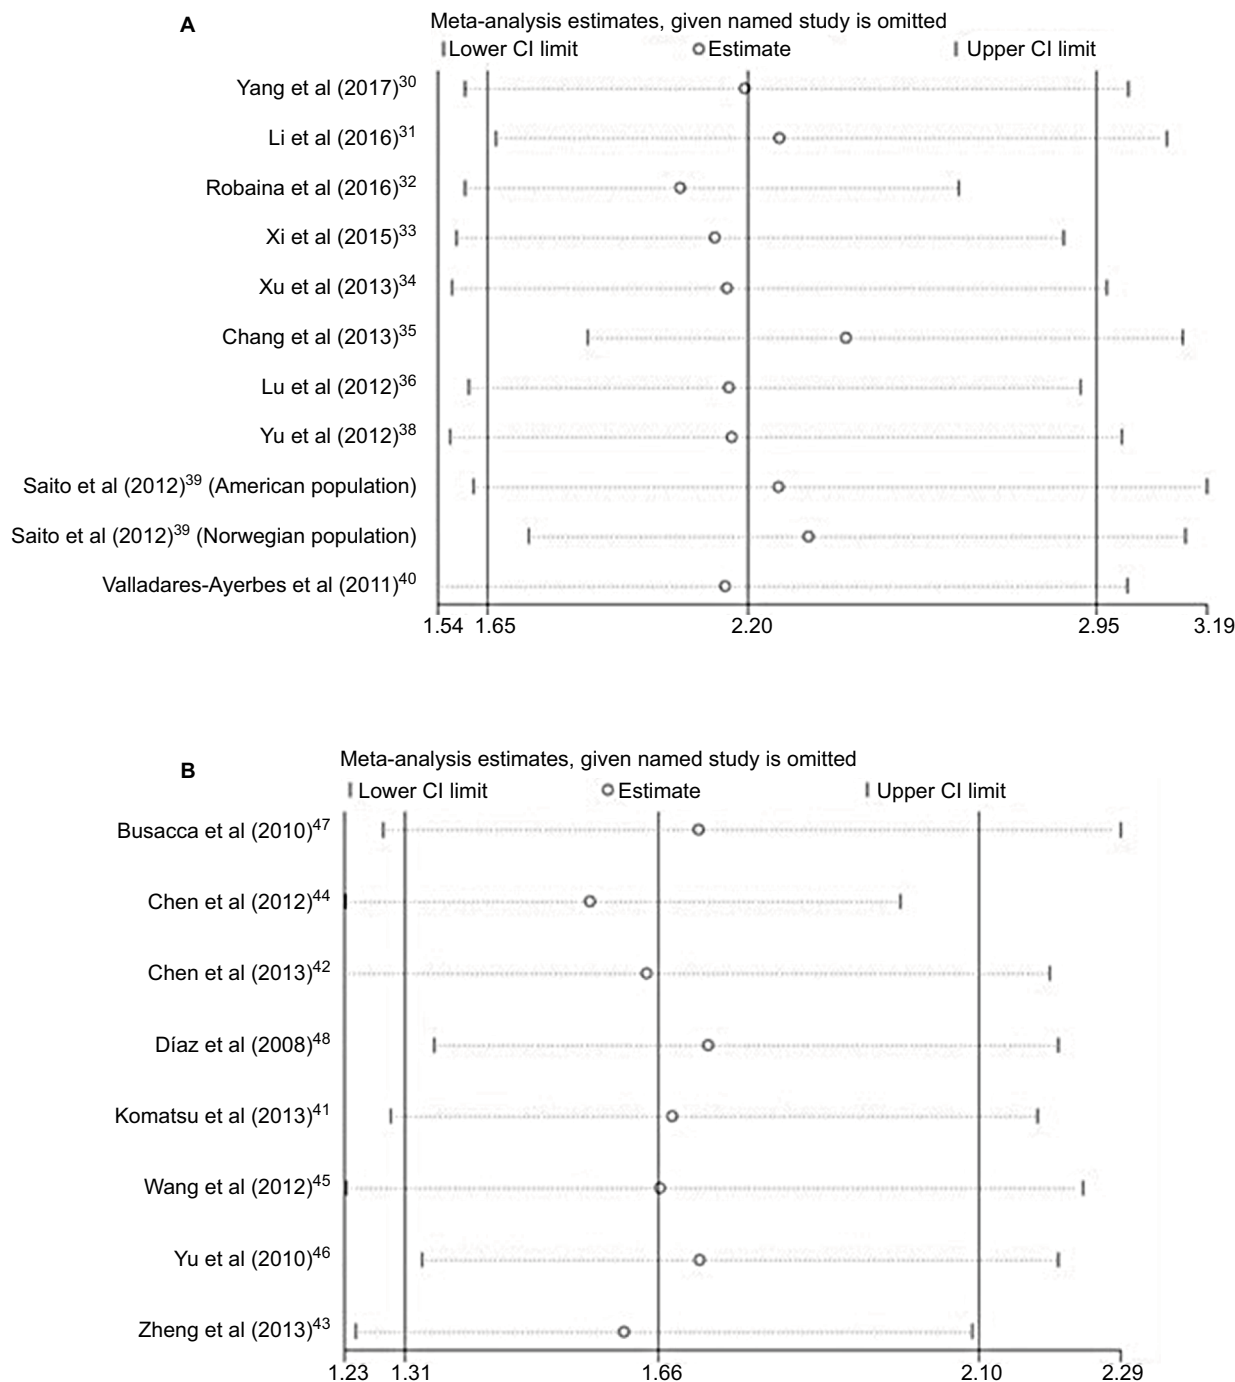 A
Meta-analysis estimates, given named study is omitted
Lower CI limit Estimate Upper CI limit
Yang et al (2017)30
Li et al (2016)31
Robaina et al (2016)32
Xi et al (2015)33
Xu et al (2013)34
Chang et al (2013)35
Lu et al (2012)36
Yu et al (2012)38
Saito et al (2012)39 (American population)
Saito et al (2012)39 (Norwegian population)
Valladares-Ayerbes et al (2011)40
1.54 1.65 2.20 2.95 3.19
B
Meta-analysis estimates, given named study is omitted
Lower CI limit Estimate Upper CI limit
Busacca et al (2010)47
Chen et al (2012)44
Chen et al (2013)42
Díaz et al (2008)48
Komatsu et al (2013)41
Wang et al (2012)45
Yu et al (2010)46
Zheng et al (2013)43
1.23 1.31 1.66 2.10 2.29